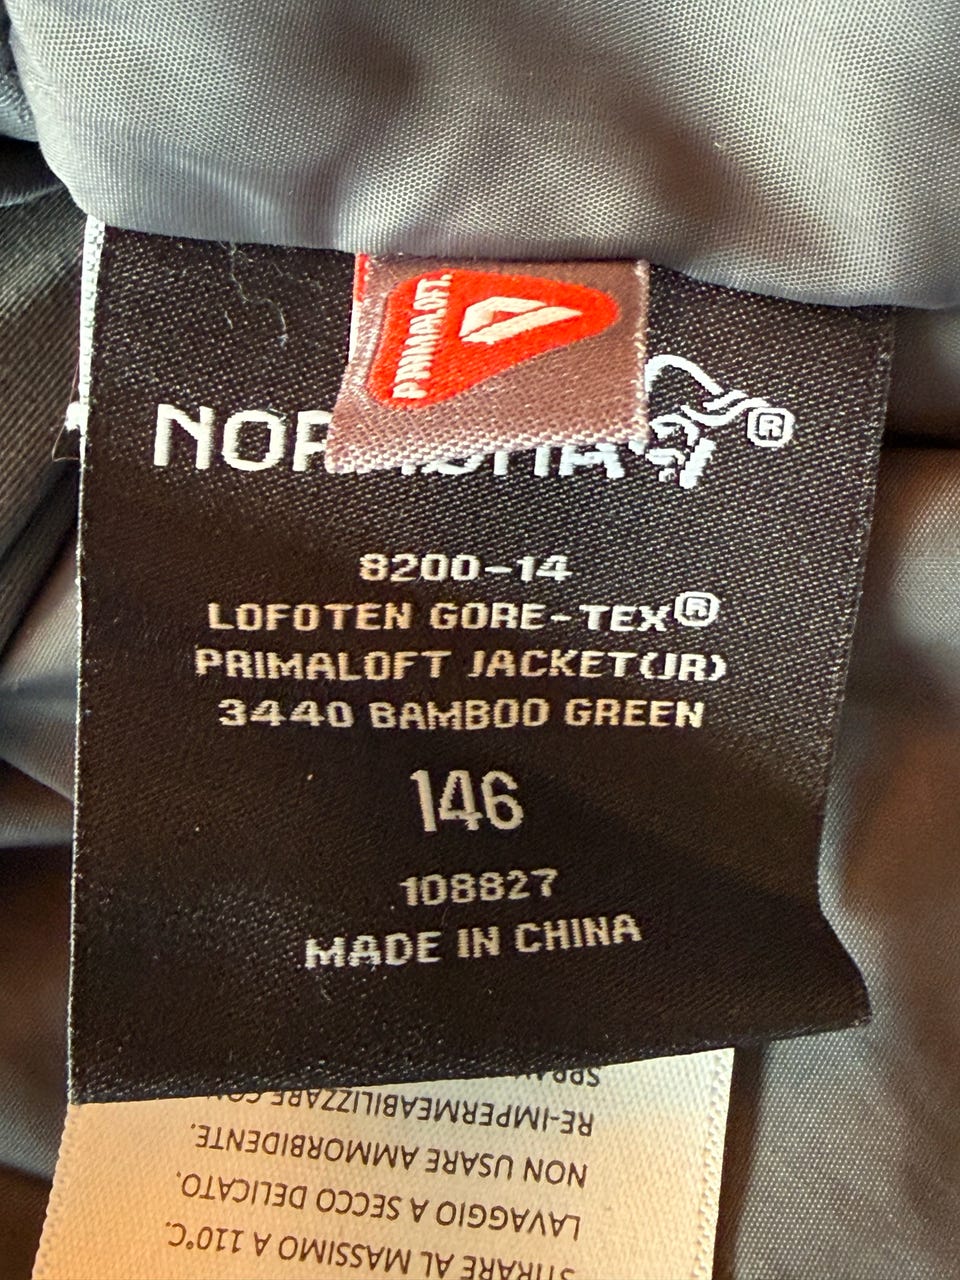 PRIMALOFT.
8200-14
LOFOTEN GORE-TEX®
PRIMALOFT JACKET(JR)
3440 BAMBOO GREEN
146
108827
MADE IN CHINA
STIRARE AL MASSIMO A 110°C.
LAVAGGIO A SECCO DELICATO.
NON USARE AMMORBIDENTE.
RE-IMPERMEABILIZZARE